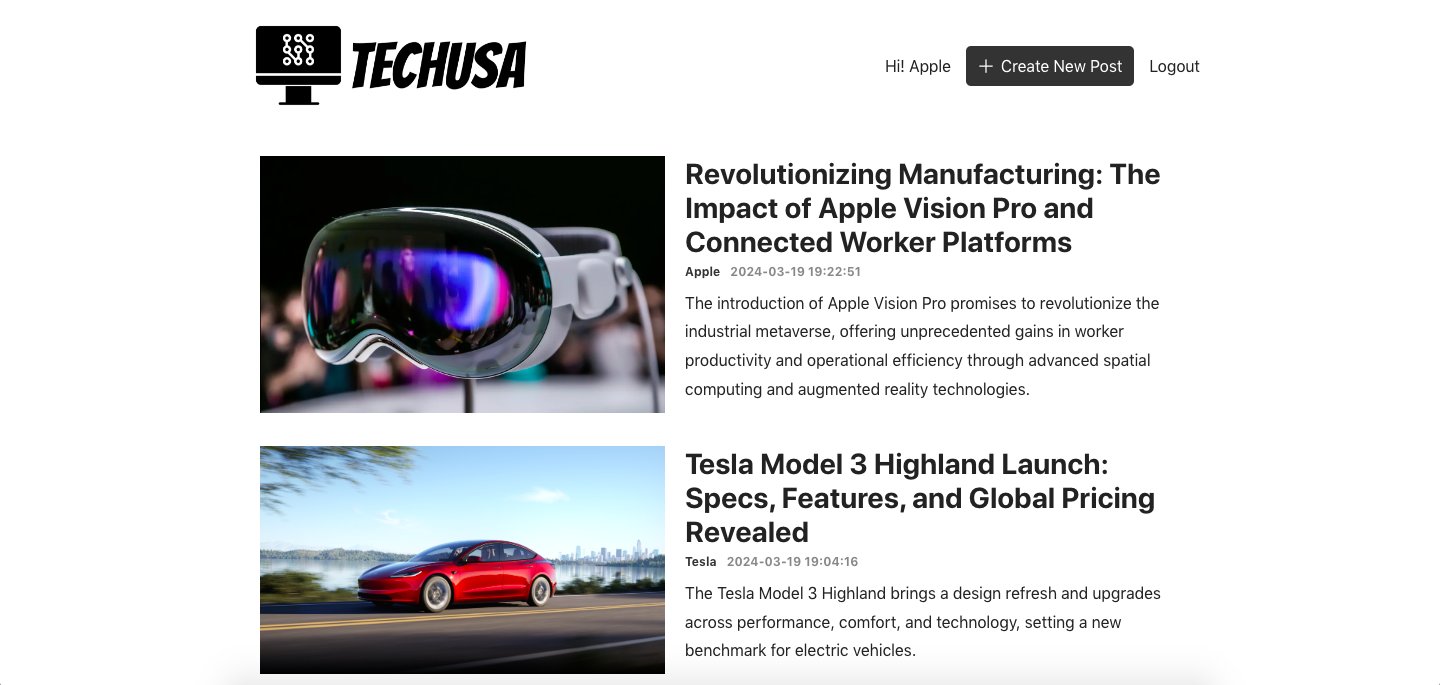 TECHUSA
Hi! Apple
Create New Post
Logout
Revolutionizing Manufacturing: The
Impact of Apple Vision Pro and
Connected Worker Platforms
Apple 2024-03-19 19:22:51
The introduction of Apple Vision Pro promises to revolutionize the
industrial metaverse, offering unprecedented gains in worker
productivity and operational efficiency through advanced spatial
computing and augmented reality technologies.
Tesla Model 3 Highland Launch:
Specs, Features, and Global Pricing
Revealed
Tesla 2024-03-19 19:04:16
The Tesla Model 3 Highland brings a design refresh and upgrades
across performance, comfort, and technology, setting a new
benchmark for electric vehicles.